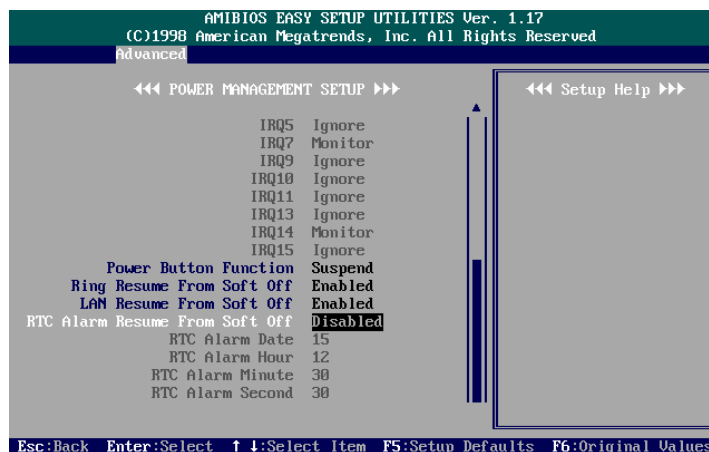 AMIBIOS EASY SETUP UTILITIES Ver. 1.17
(C)1998 American Megatrends, Inc. All Rights Reserved
Advanced
◄◄◄ POWER MANAGEMENT SETUP ►►►
◄◄◄ Setup Help ►►►
IRQ5 Ignore
IRQ7 Monitor
IRQ9 Ignore
IRQ10 Ignore
IRQ11 Ignore
IRQ13 Ignore
IRQ14 Monitor
IRQ15 Ignore
Power Button Function Suspend
Ring Resume From Soft Off Enabled
LAN Resume From Soft Off Enabled
RTC Alarm Resume From Soft Off Disabled
RTC Alarm Date 15
RTC Alarm Hour 12
RTC Alarm Minute 30
RTC Alarm Second 30
Esc:Back Enter:Select ↑ ↓:Select Item F5:Setup Defaults F6:Original Values